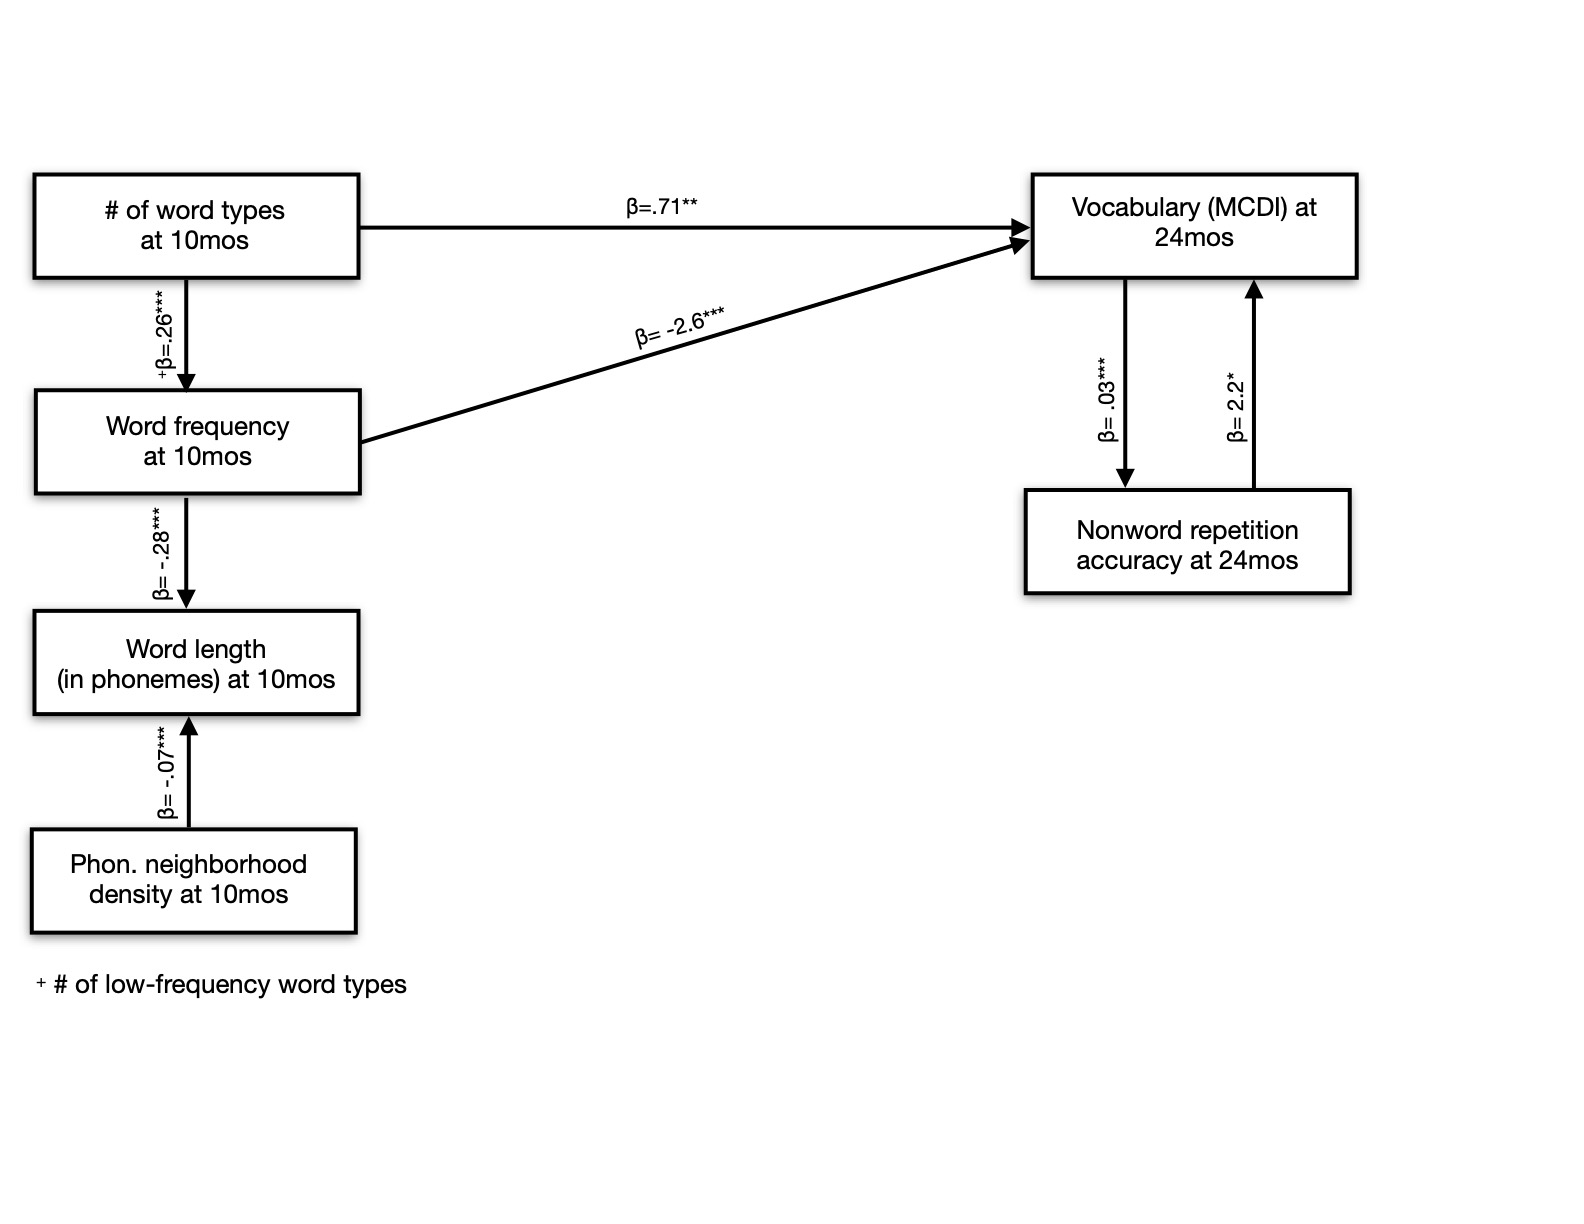 # of word types
at 10mos
β=.71**
Vocabulary (MCDI) at
24mos
+β=.26***
β= -2.6***
β= .03***
β= 2.2*
Word frequency
at 10mos
β= -.28***
Nonword repetition
accuracy at 24mos
Word length
(in phonemes) at 10mos
β= -.07***
Phon. neighborhood
density at 10mos
+ # of low-frequency word types